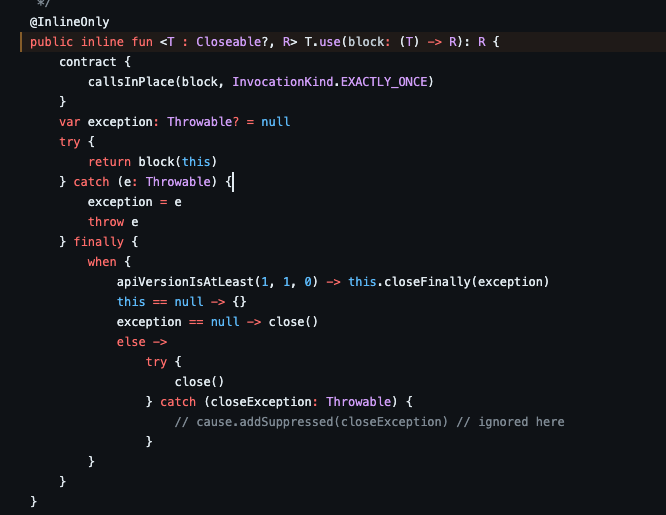 */
@InlineOnly
public inline fun <T : Closeable?, R> T.use(block: (T) -> R): R {
    contract {
        callsInPlace(block, InvocationKind.EXACTLY_ONCE)
    }
    var exception: Throwable? = null
    try {
        return block(this)
    } catch (e: Throwable) {
        exception = e
        throw e
    } finally {
        when {
            apiVersionIsAtLeast(1, 1, 0) -> this.closeFinally(exception)
            this == null -> {}
            exception == null -> close()
            else ->
                try {
                    close()
                } catch (closeException: Throwable) {
                    // cause.addSuppressed(closeException) // ignored here
                }
        }
    }
}